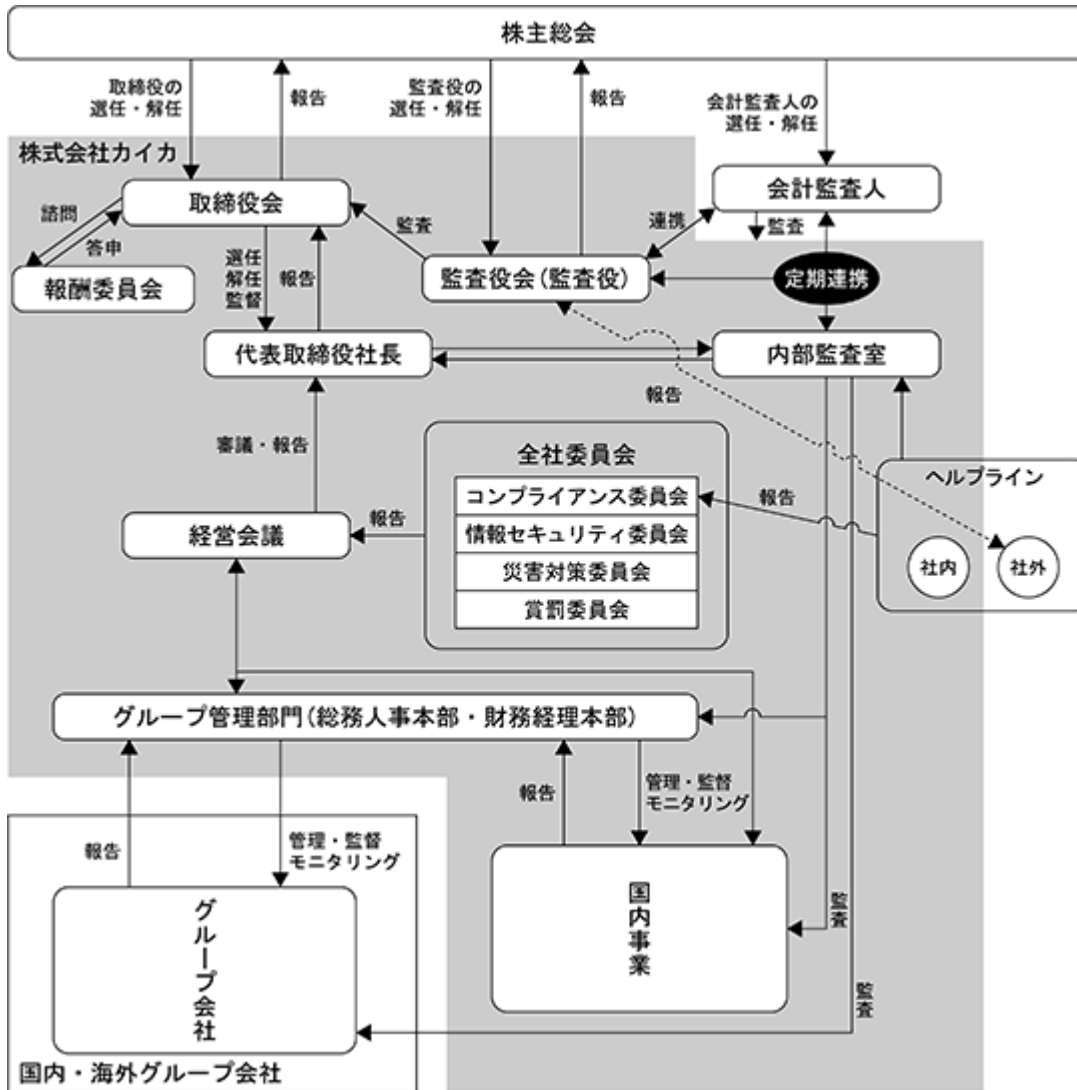 株主総会
取締役の
選任・解任
報告
監査役の
選任・解任
報告
会計監査人の
選任・解任
株式会社カイカ
取締役会
会計監査人
諮問
答申
監査
連携
監査
報酬委員会
選任
解任
監督
報告
監査役会(監査役)
定期連携
代表取締役社長
内部監査室
報告
審議・報告
全社委員会
コンプライアンス委員会
情報セキュリティ委員会
災害対策委員会
賞罰委員会
報告
ヘルプライン
報告
社内
社外
経営会議
グループ管理部門(総務人事本部・財務経理本部)
報告
管理・監督
モニタリング
報告
管理・監督
モニタリング
グループ会社
国内事業
監査
監査
国内・海外グループ会社